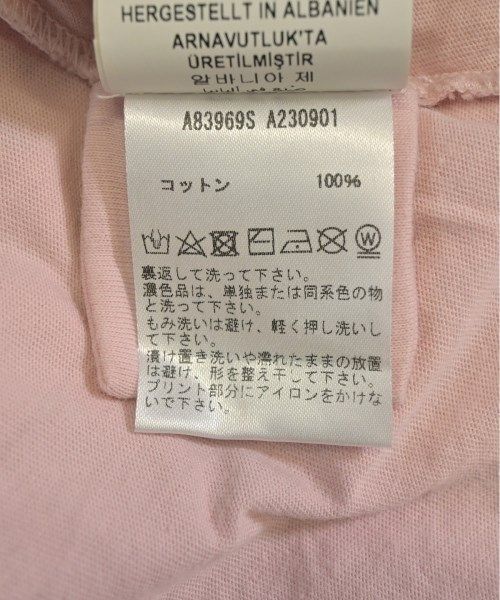 HERGESTELLT IN ALBANIEN
ARNAVUTLUK'TA
ÜRETİLMİŞTİR
알바니아 제
A83969S A230901
コットン 100%
W
裏返して洗って下さい。
濃色品は、単独または同系色の物
と洗って下さい。
もみ洗いは避け、軽く押し洗いし
て下さい。
漬け置き洗いや濡れたままの放置
は避け、形を整え干して下さい。
プリント部分にアイロンをかけな
いで下さい。